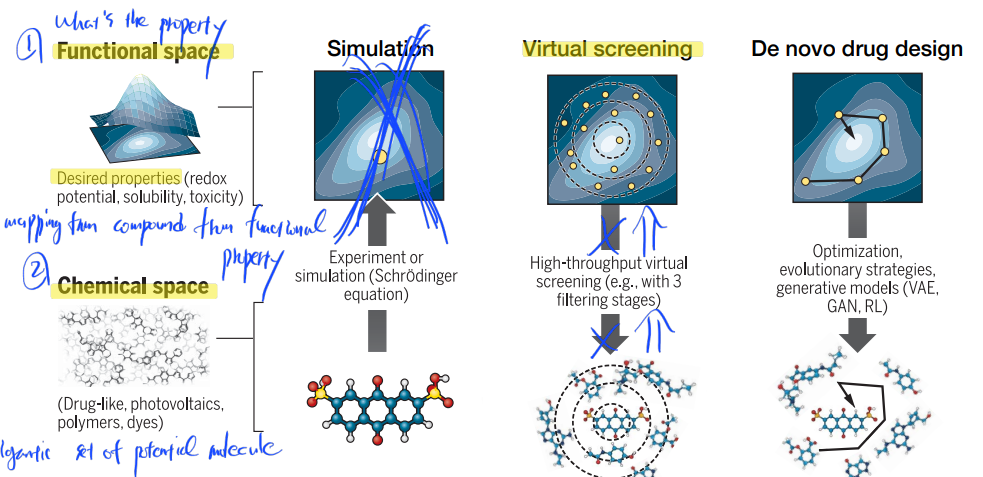 what's the property
① Functional space
Desired properties (redox
potential, solubility, toxicity)
mapping from compound from functional
property
② Chemical space
(Drug-like, photovoltaics,
polymers, dyes)
set of potential molecule
Simulation
Experiment or
simulation (Schrödinger
equation)
Virtual screening
High-throughput virtual
screening (e.g., with 3
filtering stages)
De novo drug design
Optimization,
evolutionary strategies,
generative models (VAE,
GAN, RL)